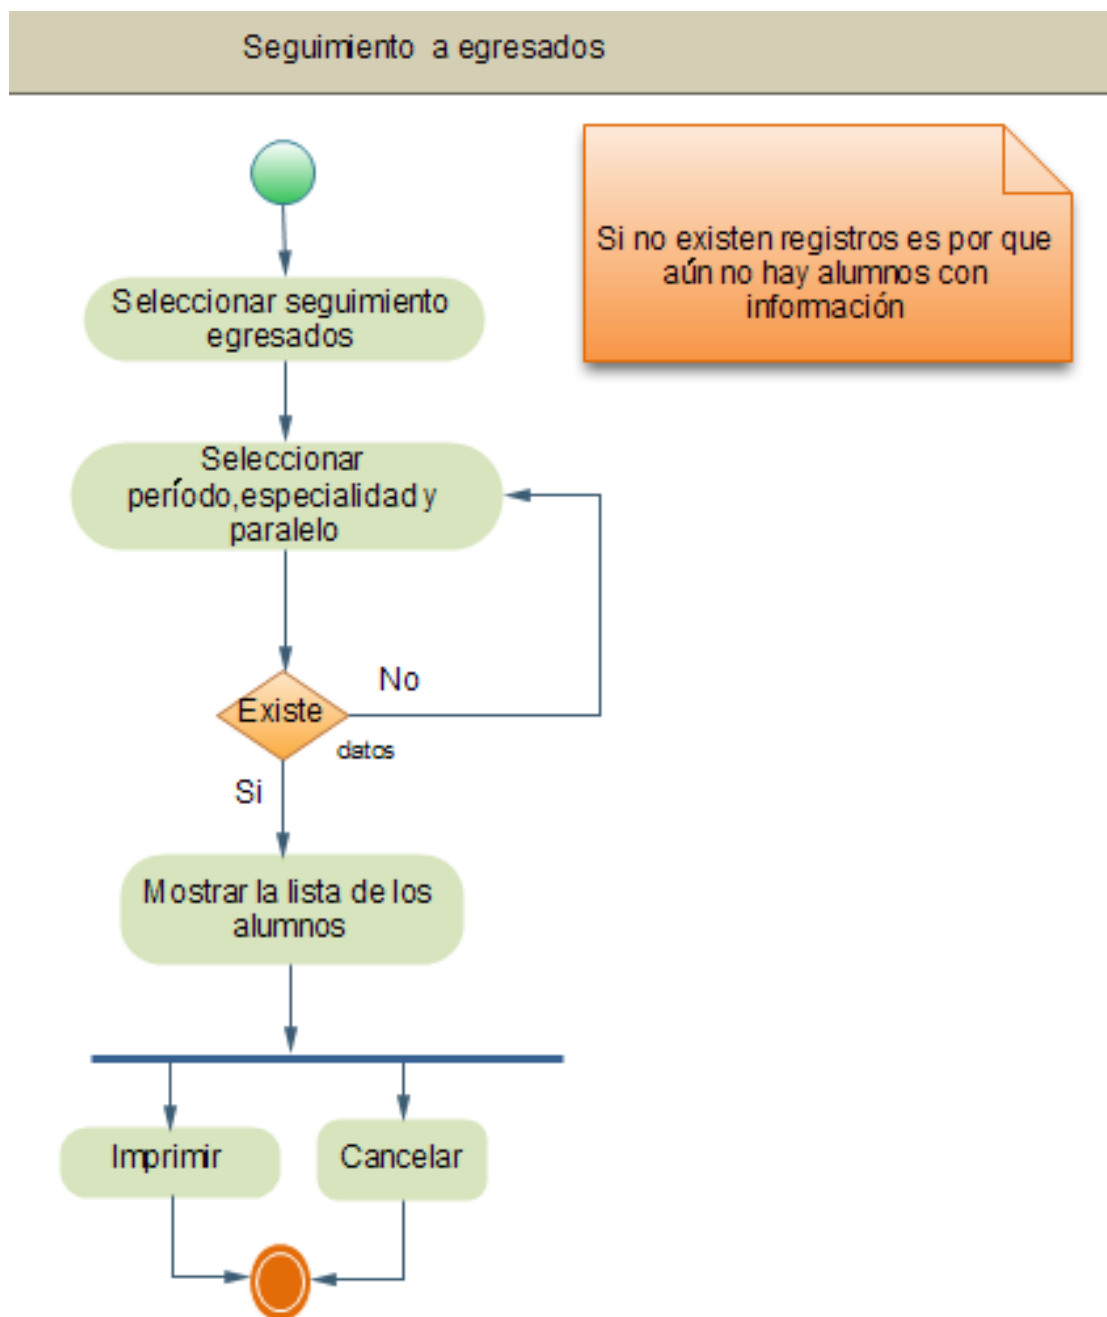 Seguimiento a egresados
Si no existen registros es por que
aún no hay alumnos con
información
Seleccionar seguimiento
egresados
Seleccionar
período,especialidad y
paralelo
No
Existe
datos
Si
Mostrar la lista de los
alumnos
Imprimir
Cancelar